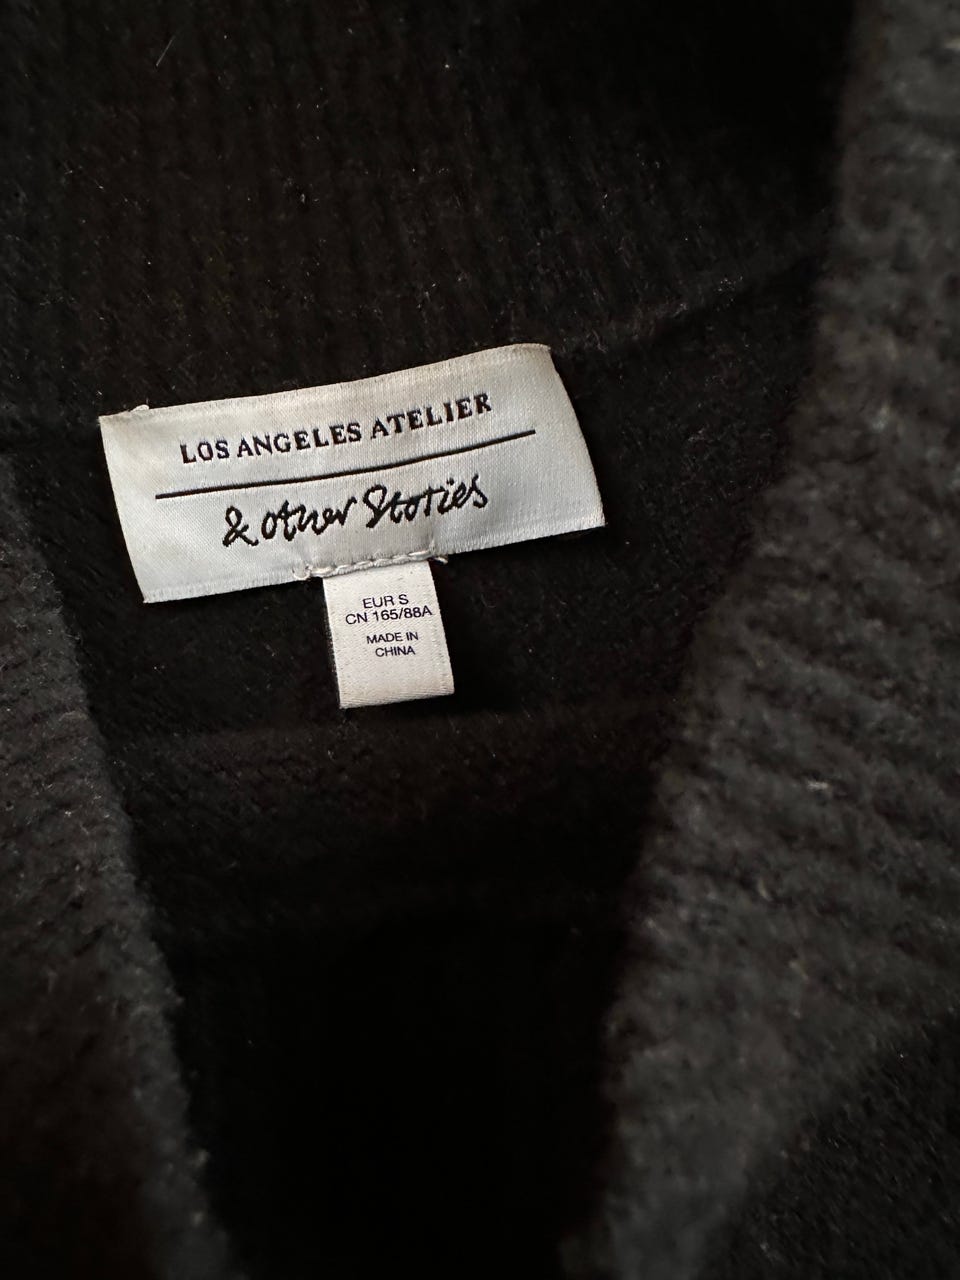 LOS ANGELES ATELIER
& other Stories
EUR S
CN 165/88A
MADE IN
CHINA